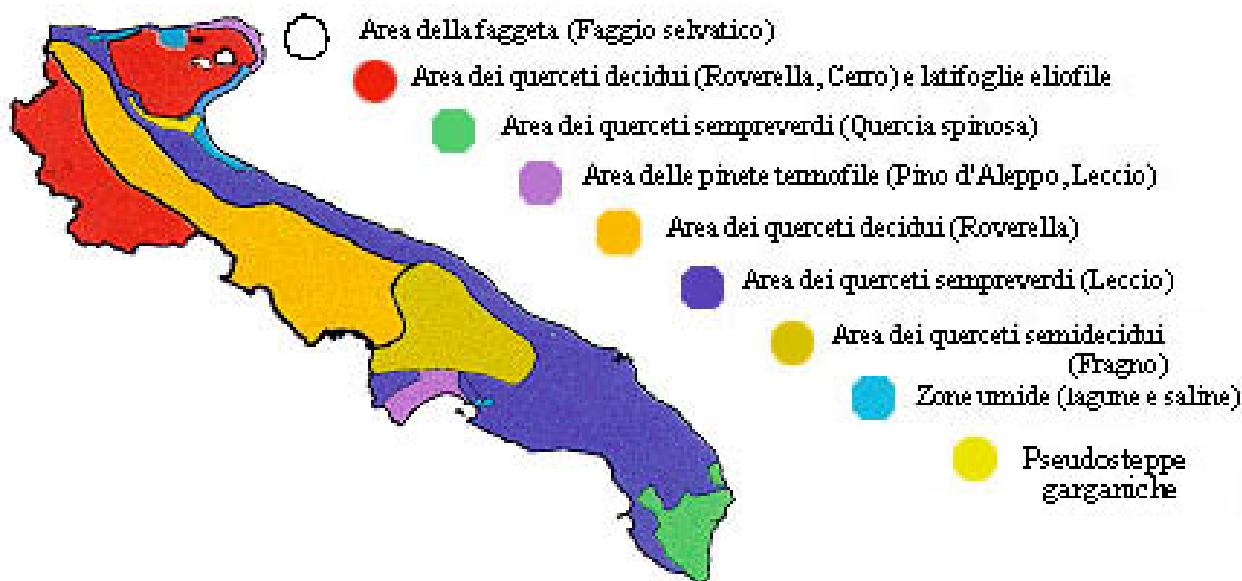 Area della faggeta (Faggio selvatico)
Area dei querceti decidui (Roverella, Cerro) e latifoglie eliofile
Area dei querceti sempreverdi (Quercia spinosa)
Area delle pinete termofile (Pino d'Aleppo, Leccio)
Area dei querceti decidui (Roverella)
Area dei querceti sempreverdi (Leccio)
Area dei querceti semidecidui
(Fragno)
Zone umide (lagune e saline)
Pseudosteppe
garganiche